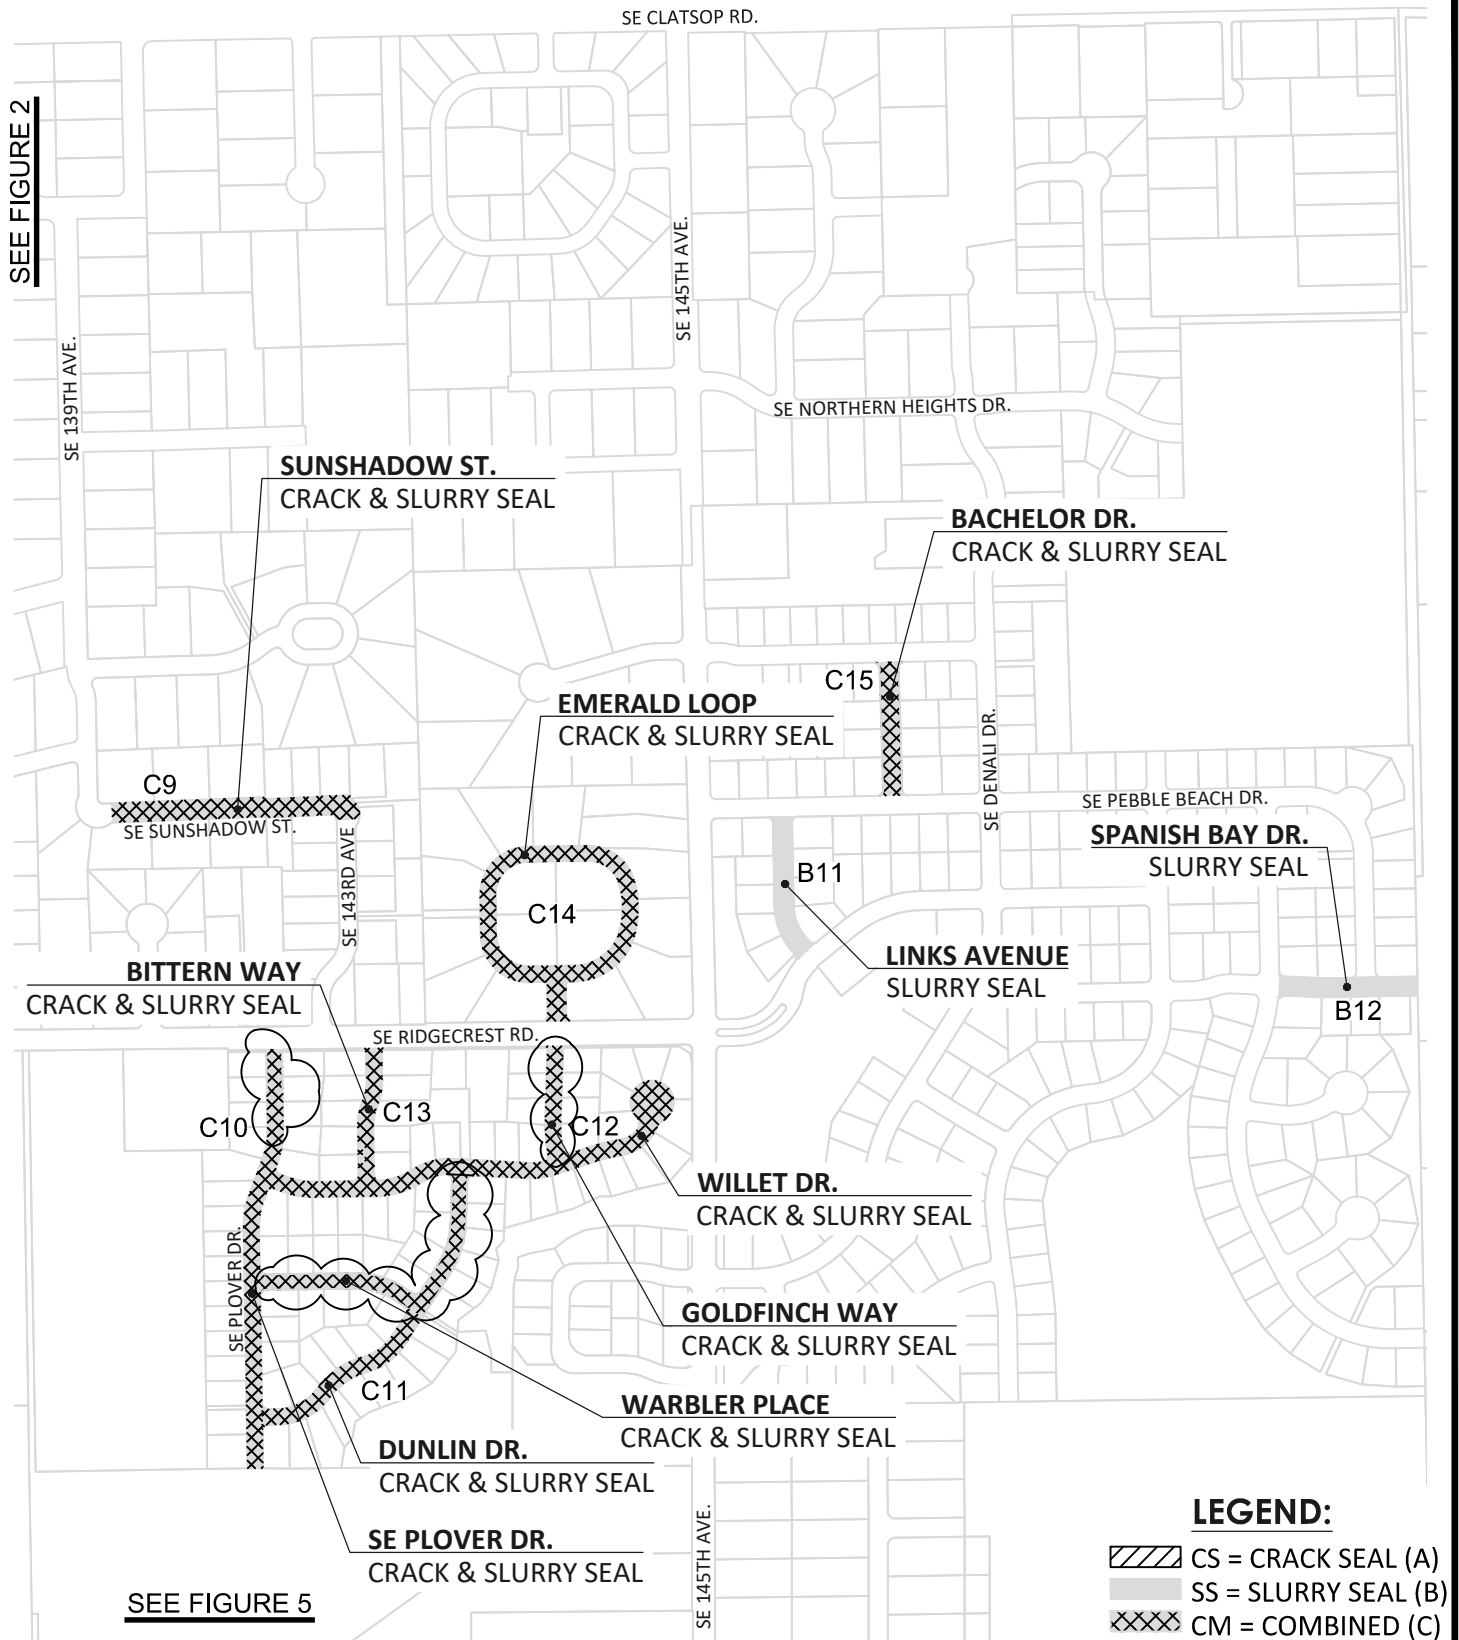 SE CLATSOP RD.
SEE FIGURE 2
SE 145TH AVE.
SE 139TH AVE.
SE NORTHERN HEIGHTS DR.
SUNSHADOW ST.
CRACK & SLURRY SEAL
BACHELOR DR.
CRACK & SLURRY SEAL
C15
EMERALD LOOP
CRACK & SLURRY SEAL
SE DENALI DR.
C9
SE SUNSHADOW ST.
SE PEBBLE BEACH DR.
SPANISH BAY DR.
SLURRY SEAL
B11
SE 143RD AVE
C14
LINKS AVENUE
SLURRY SEAL
BITTERN WAY
CRACK & SLURRY SEAL
B12
SE RIDGECREST RD.
C10
C13
C12
WILLET DR.
CRACK & SLURRY SEAL
SE PLOVER DR.
GOLDFINCH WAY
CRACK & SLURRY SEAL
C11
WARBLER PLACE
CRACK & SLURRY SEAL
DUNLIN DR.
CRACK & SLURRY SEAL
SE PLOVER DR.
CRACK & SLURRY SEAL
SE 145TH AVE.
SEE FIGURE 5
LEGEND:
CS = CRACK SEAL (A)
SS = SLURRY SEAL (B)
CM = COMBINED (C)